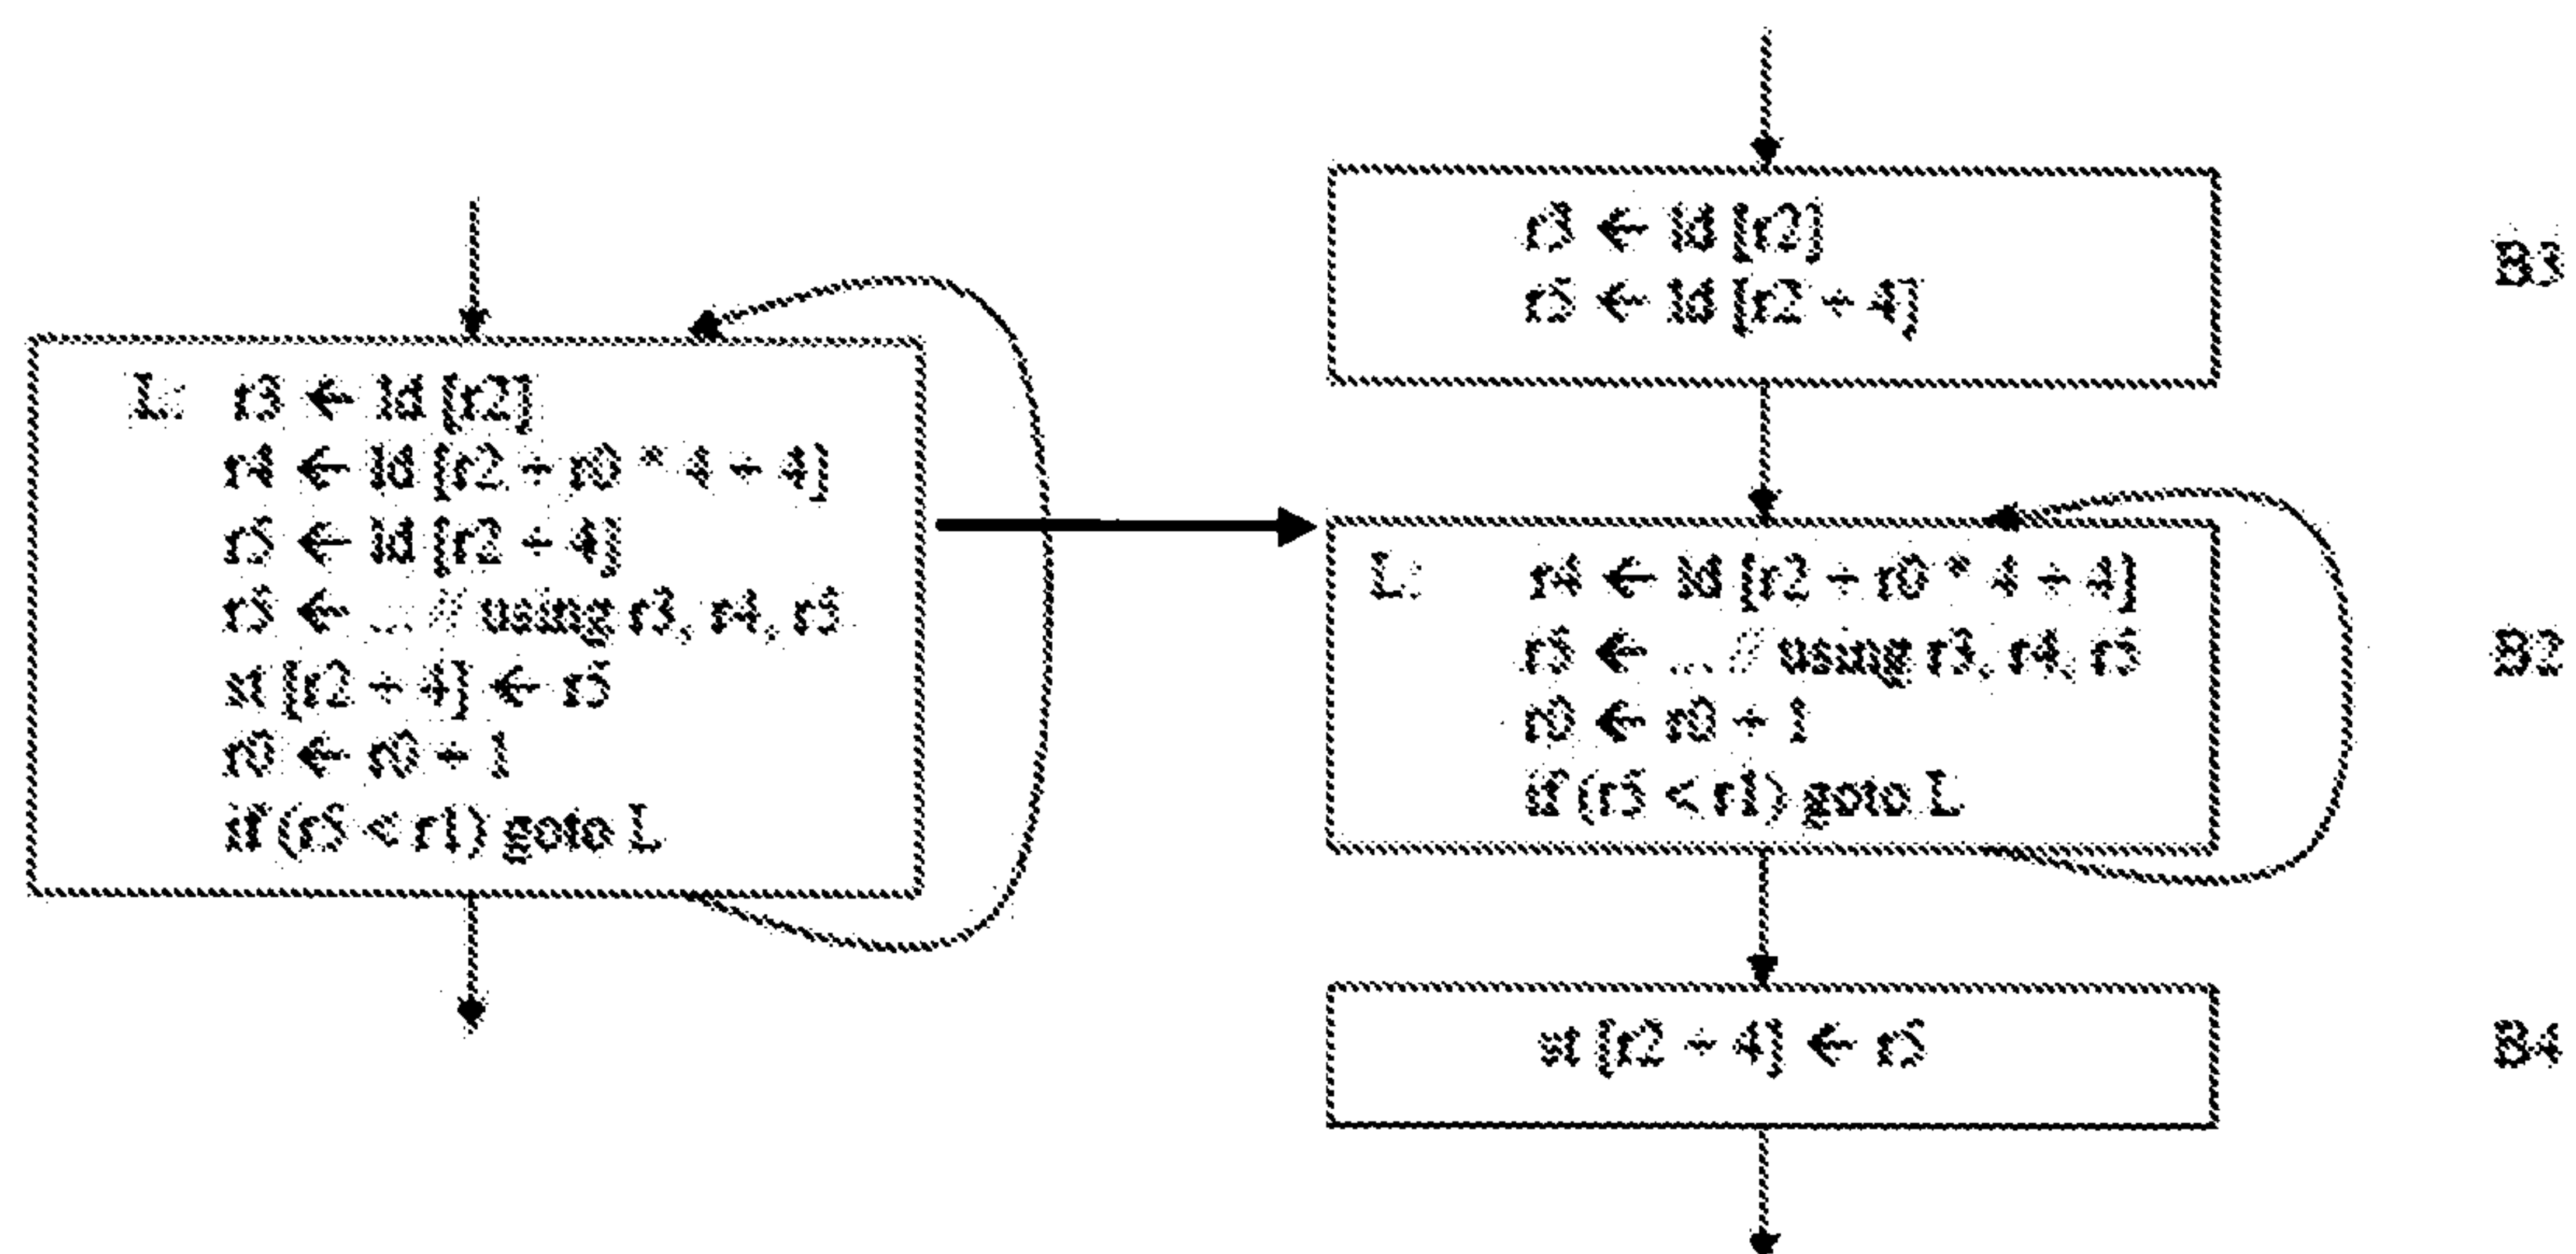 L: r3 ← ld [r2]
r4 ← ld [r2 + r0 * 4 + 4]
r5 ← ld [r2 + 4]
r5 ← ... // using r3, r4, r5
st [r2 + 4] ← r5
r0 ← r0 + 1
if (r5 < r1) goto L
r3 ← ld [r2]
r5 ← ld [r2 + 4]
B3
L: r4 ← ld [r2 + r0 * 4 + 4]
r5 ← ... // using r3, r4, r5
r0 ← r0 + 1
if (r5 < r1) goto L
B2
st [r2 + 4] ← r5
B4